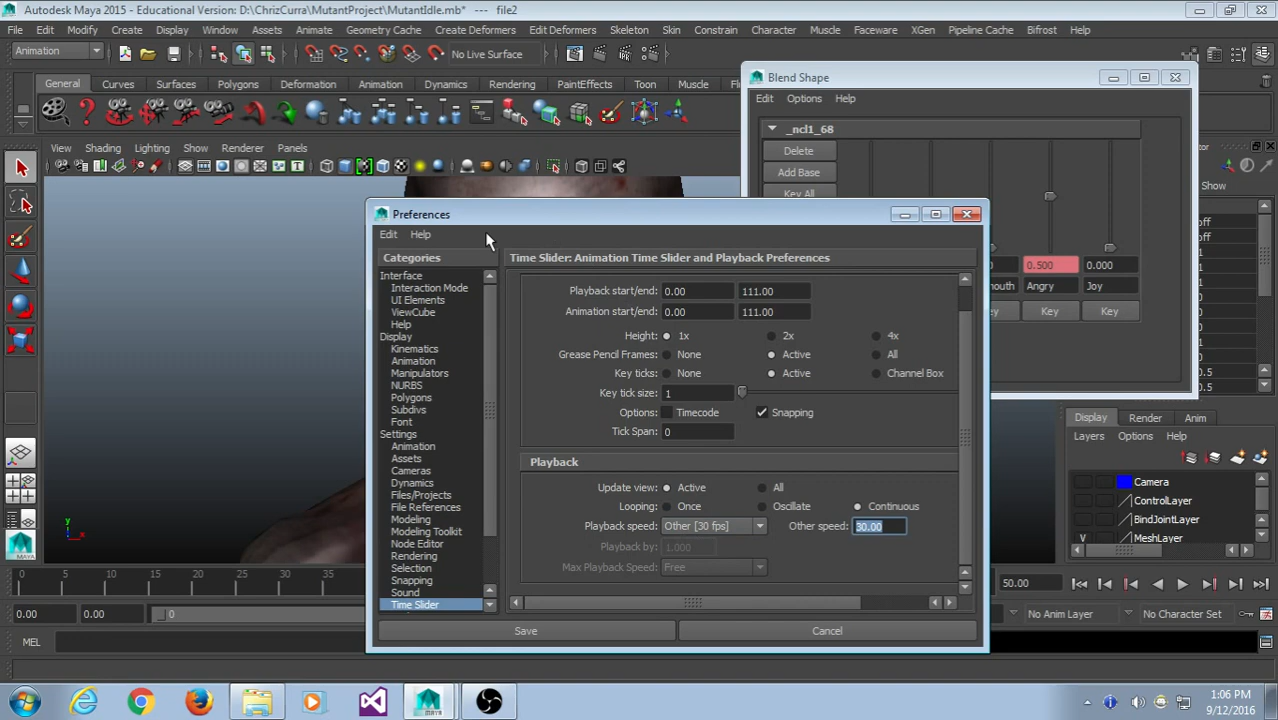 Autodesk Maya 2015 - Educational Version: D:\ChrizCurra\MutantProject\MutantIdle.mb* --- file2
File Edit Modify Create Display Window Assets Animate Geometry Cache Create Deformers Edit Deformers Skeleton Skin Constrain Character Muscle Faceware XGen Pipeline Cache Bifrost Help
Animation No Live Surface
General Curves Surfaces Polygons Deformation Animation Dynamics Rendering PaintEffects Toon Muscle
View Shading Lighting Show Renderer Panels
Blend Shape
Edit Options Help
_ncl1_68
Delete
Add Base
Key All
0.500 0.000
Angry Joy
Key Key
Show
off
off
0.5
0.5
Preferences
Edit Help
Categories
Interface
Interaction Mode
UI Elements
ViewCube
Help
Display
Kinematics
Animation
Manipulators
NURBS
Polygons
Subdivs
Font
Settings
Animation
Assets
Cameras
Dynamics
Files/Projects
File References
Modeling
Modeling Toolkit
Node Editor
Rendering
Selection
Snapping
Sound
Time Slider
Time Slider: Animation Time Slider and Playback Preferences
Playback start/end: 0.00 111.00
Animation start/end: 0.00 111.00
Height: 1x 2x 4x
Grease Pencil Frames: None Active All
Key ticks: None Active Channel Box
Key tick size: 1
Options: Timecode Snapping
Tick Span: 0
Playback
Update view: Active All
Looping: Once Oscillate Continuous
Playback speed: Other [30 fps] Other speed: 30.00
Playback by: 1.000
Max Playback Speed: Free
Save Cancel
Display Render Anim
Layers Options Help
Camera
ControlLayer
BindJointLayer
V MeshLayer
0 5 10 15 20 25 30 35
50.00
0.00 0.00 0
No Anim Layer No Character Set
MEL
y
x
MAYA
1:06 PM
9/12/2016